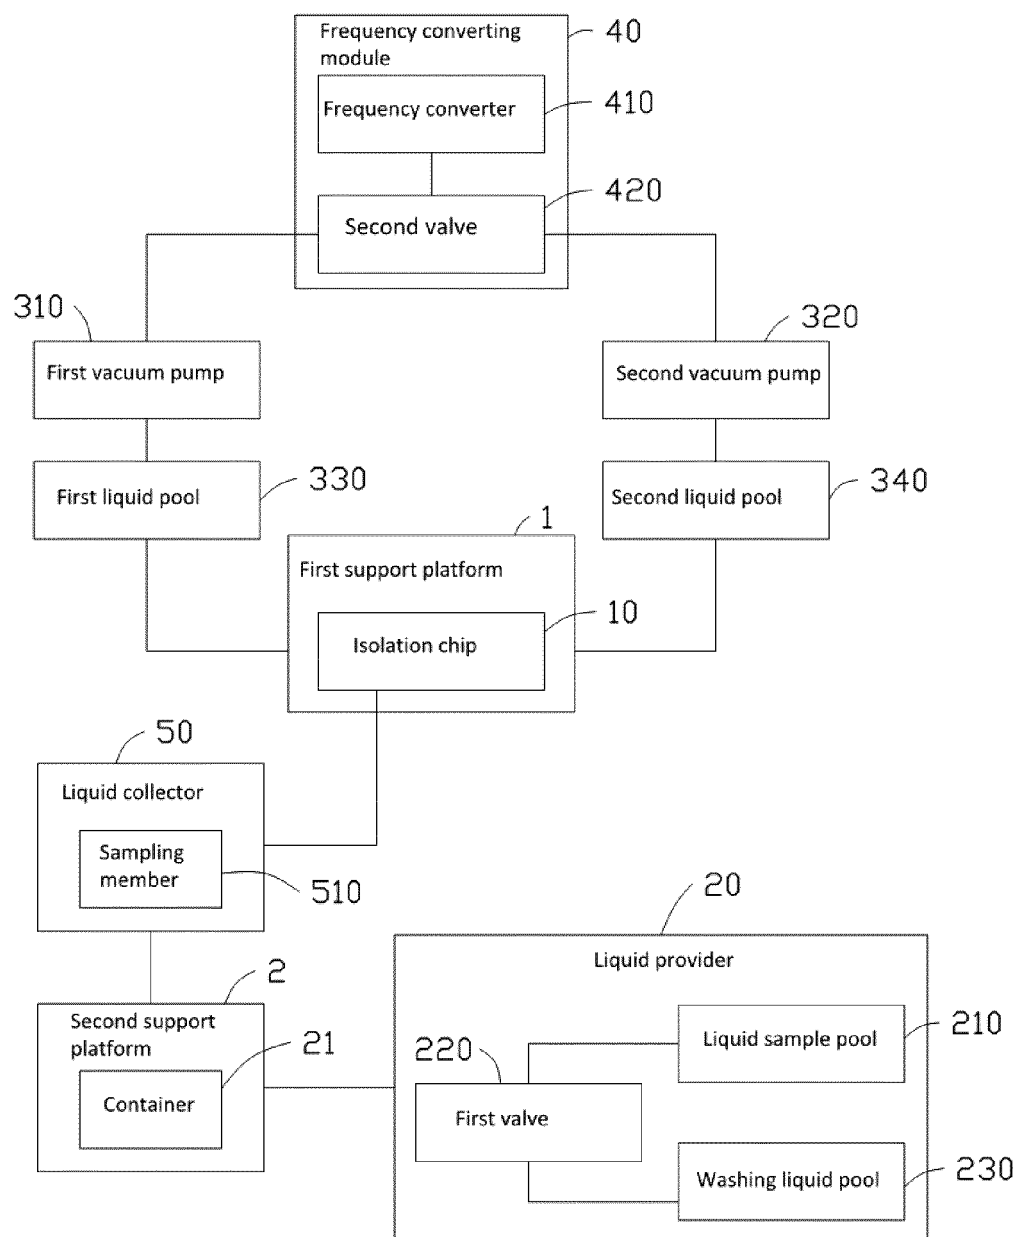 Frequency converting
module
40
Frequency converter
410
420
Second valve
310
320
First vacuum pump
Second vacuum pump
330
340
First liquid pool
Second liquid pool
1
First support platform
10
Isolation chip
50
Liquid collector
Sampling
member
510
20
Liquid provider
2
Second support
platform
21
Container
220
First valve
Liquid sample pool
210
Washing liquid pool
230